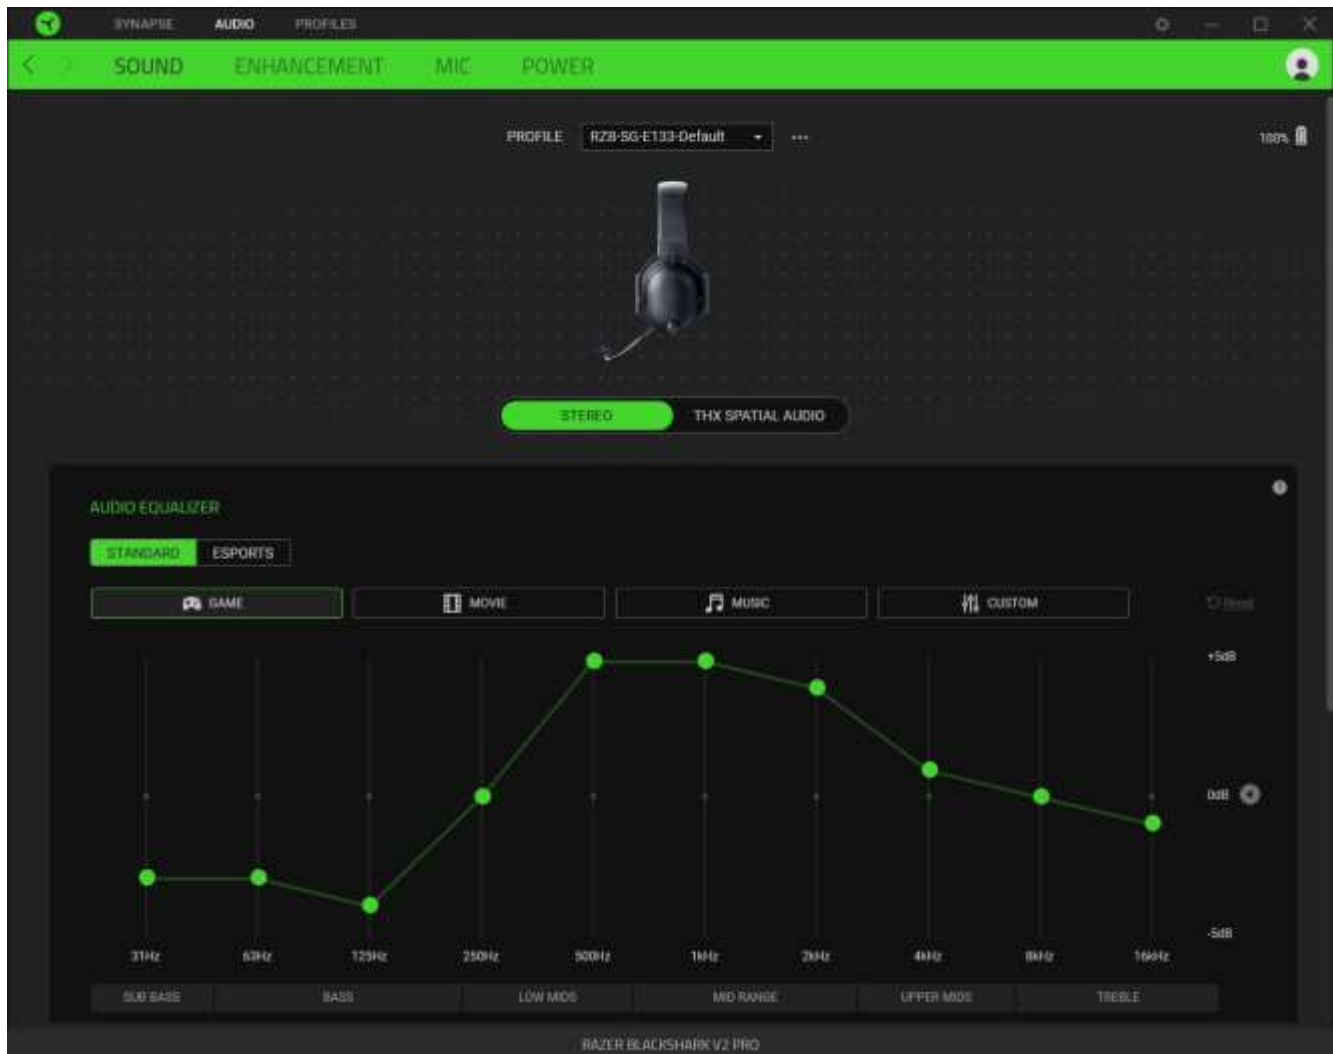 SYNAPSE AUDIO PROFILES
SOUND ENHANCEMENT MIC POWER
PROFILE RZ8-SG-E133-Default
100%
STEREO THX SPATIAL AUDIO
AUDIO EQUALIZER
STANDARD ESPORTS
GAME MOVIE MUSIC CUSTOM Reset
+5dB
0dB
-5dB
31Hz 63Hz 125Hz 250Hz 500Hz 1kHz 2kHz 4kHz 8kHz 16kHz
SUB BASS BASS LOW MIDS MID RANGE UPPER MIDS TREBLE
RAZER BLACKSHARK V2 PRO